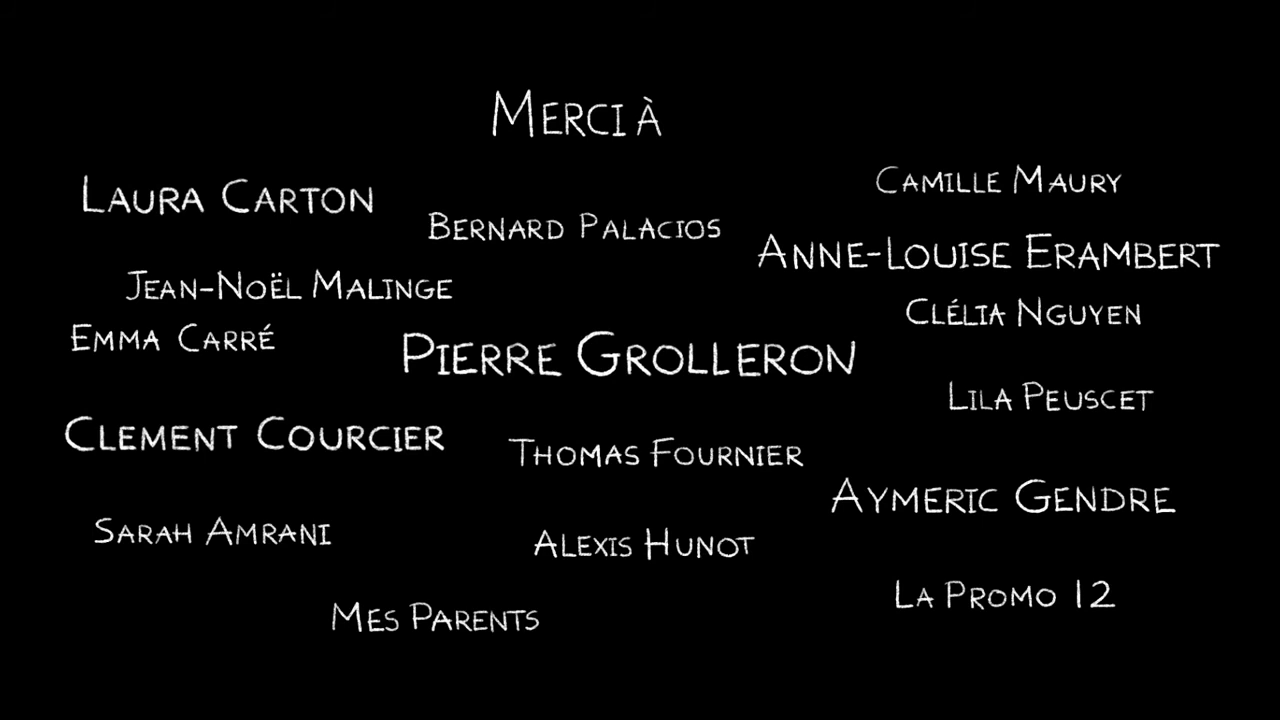 Merci à
Camille Maury
Laura Carton
Bernard Palacios
Anne-Louise Erambert
Jean-Noël Malinge
Clélia Nguyen
Emma Carré
Pierre Grolleron
Lila Peuscet
Clement Courcier
Thomas Fournier
Aymeric Gendre
Sarah Amrani
Alexis Hunot
La Promo 12
Mes Parents